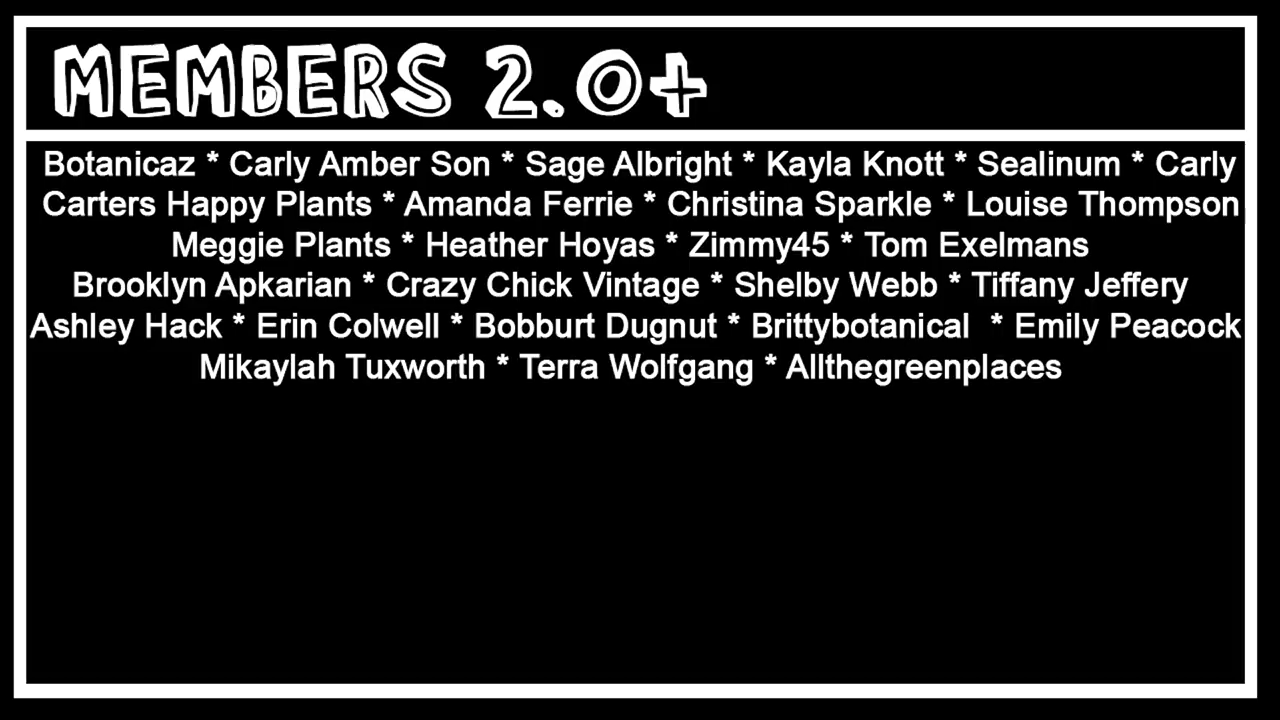 MEMBERS 2.0+
Botanicaz * Carly Amber Son * Sage Albright * Kayla Knott * Sealinum * Carly
Carters Happy Plants * Amanda Ferrie * Christina Sparkle * Louise Thompson
Meggie Plants * Heather Hoyas * Zimmy45 * Tom Exelmans
Brooklyn Apkarian * Crazy Chick Vintage * Shelby Webb * Tiffany Jeffery
Ashley Hack * Erin Colwell * Bobburt Dugnut * Brittybotanical  * Emily Peacock
Mikaylah Tuxworth * Terra Wolfgang * Allthegreenplaces